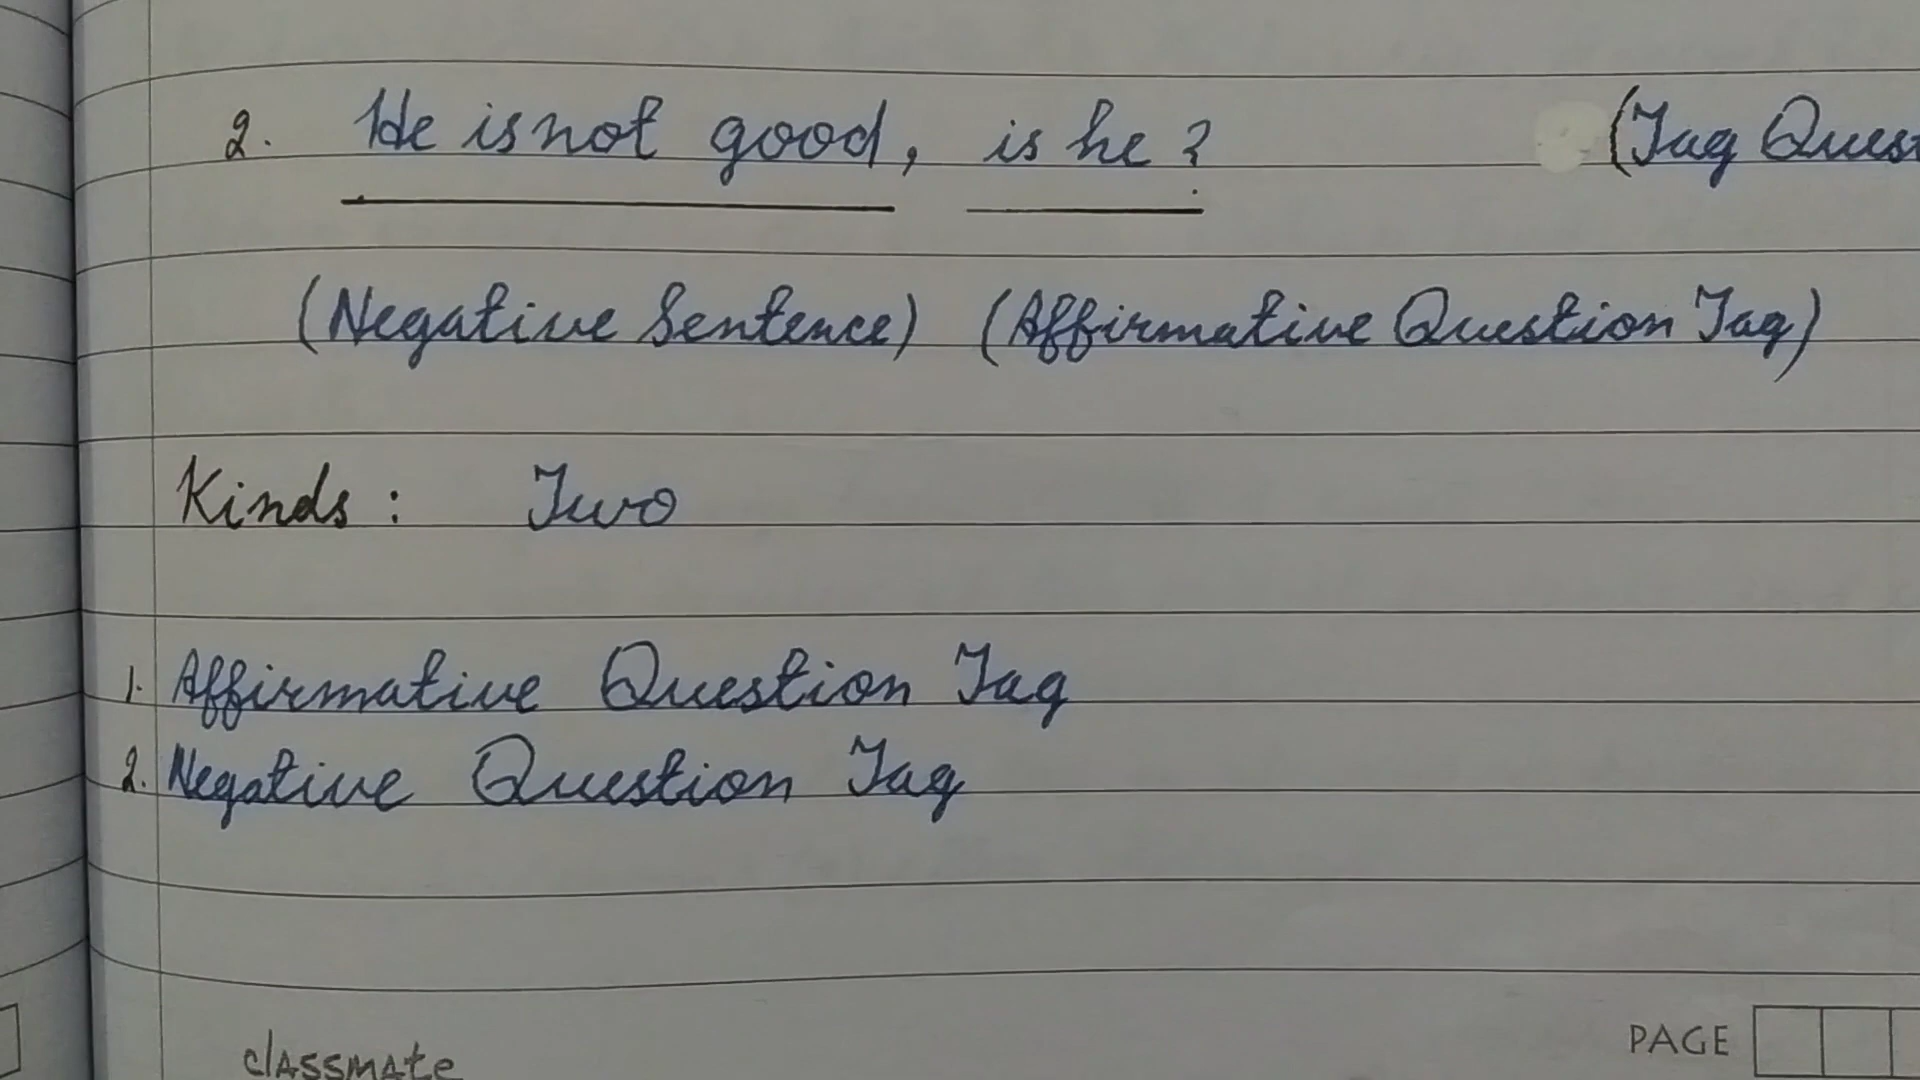 2. He is not good, is he? (Tag Quest
(Negative Sentence) (Affirmative Question Tag)
Kinds : Two
1. Affirmative Question Tag
2. Negative Question Tag
classmate
PAGE